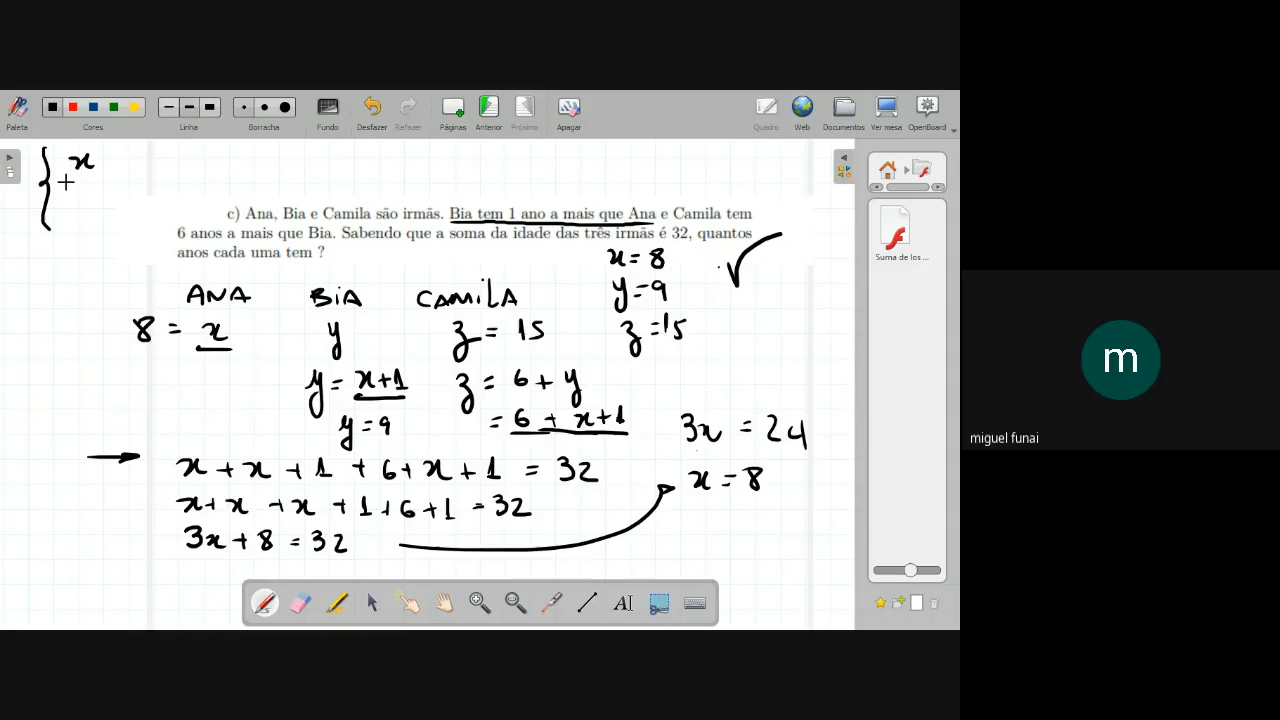 Paleta Cores Linha Borracha Fundo Desfazer Refazer Páginas Anterior Próximo Apagar Quadro Web Documentos Ver mesa OpenBoard
{ x
+
c) Ana, Bia e Camila são irmãs. Bia tem 1 ano a mais que Ana e Camila tem
6 anos a mais que Bia. Sabendo que a soma da idade das três irmãs é 32, quantos
anos cada uma tem ?
Suma de los ...
x = 8
y = 9
z = 15
ANA BiA CAMiLA
8 = x y z = 15
y = x+1 z = 6 + y
y = 9 = 6 + x+1
3x = 24
x = 8
x + x + 1 + 6 + x + 1 = 32
x + x + x + 1 + 6 + 1 = 32
3x + 8 = 32
AI
m
miguel funai